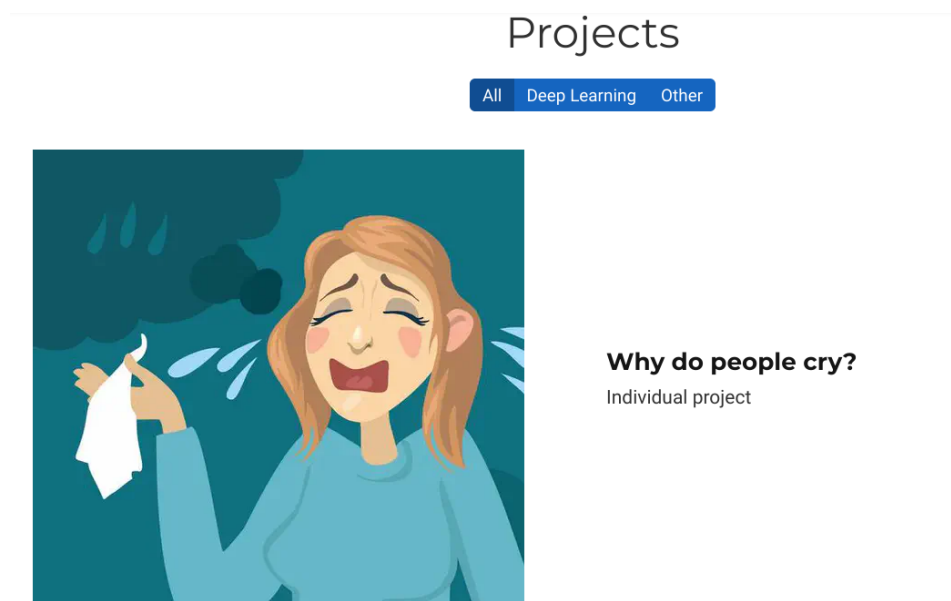 Projects
All Deep Learning Other
Why do people cry?
Individual project